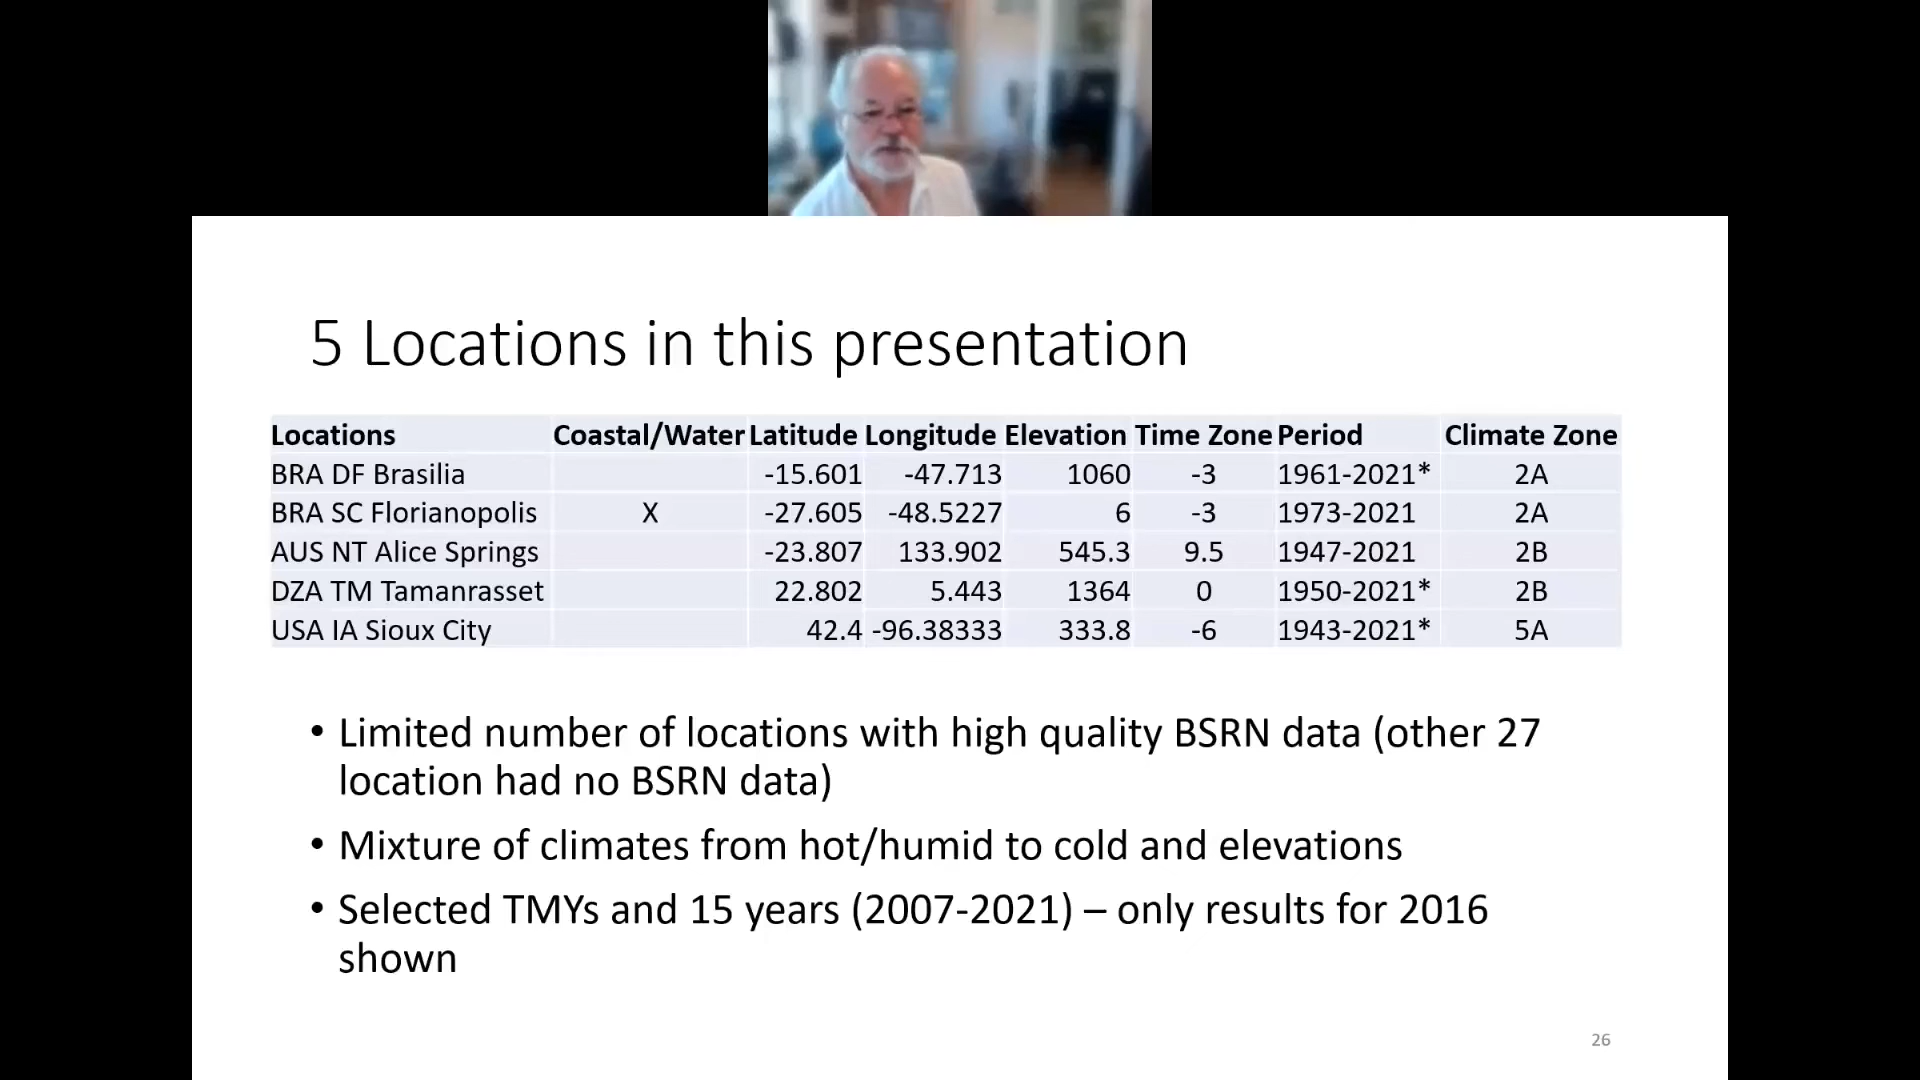 5 Locations in this presentation
Locations Coastal/Water Latitude Longitude Elevation Time Zone Period Climate Zone
BRA DF Brasilia -15.601 -47.713 1060 -3 1961-2021* 2A
BRA SC Florianopolis X -27.605 -48.5227 6 -3 1973-2021 2A
AUS NT Alice Springs -23.807 133.902 545.3 9.5 1947-2021 2B
DZA TM Tamanrasset 22.802 5.443 1364 0 1950-2021* 2B
USA IA Sioux City 42.4 -96.38333 333.8 -6 1943-2021* 5A
• Limited number of locations with high quality BSRN data (other 27
location had no BSRN data)
• Mixture of climates from hot/humid to cold and elevations
• Selected TMYs and 15 years (2007-2021) – only results for 2016
shown
26